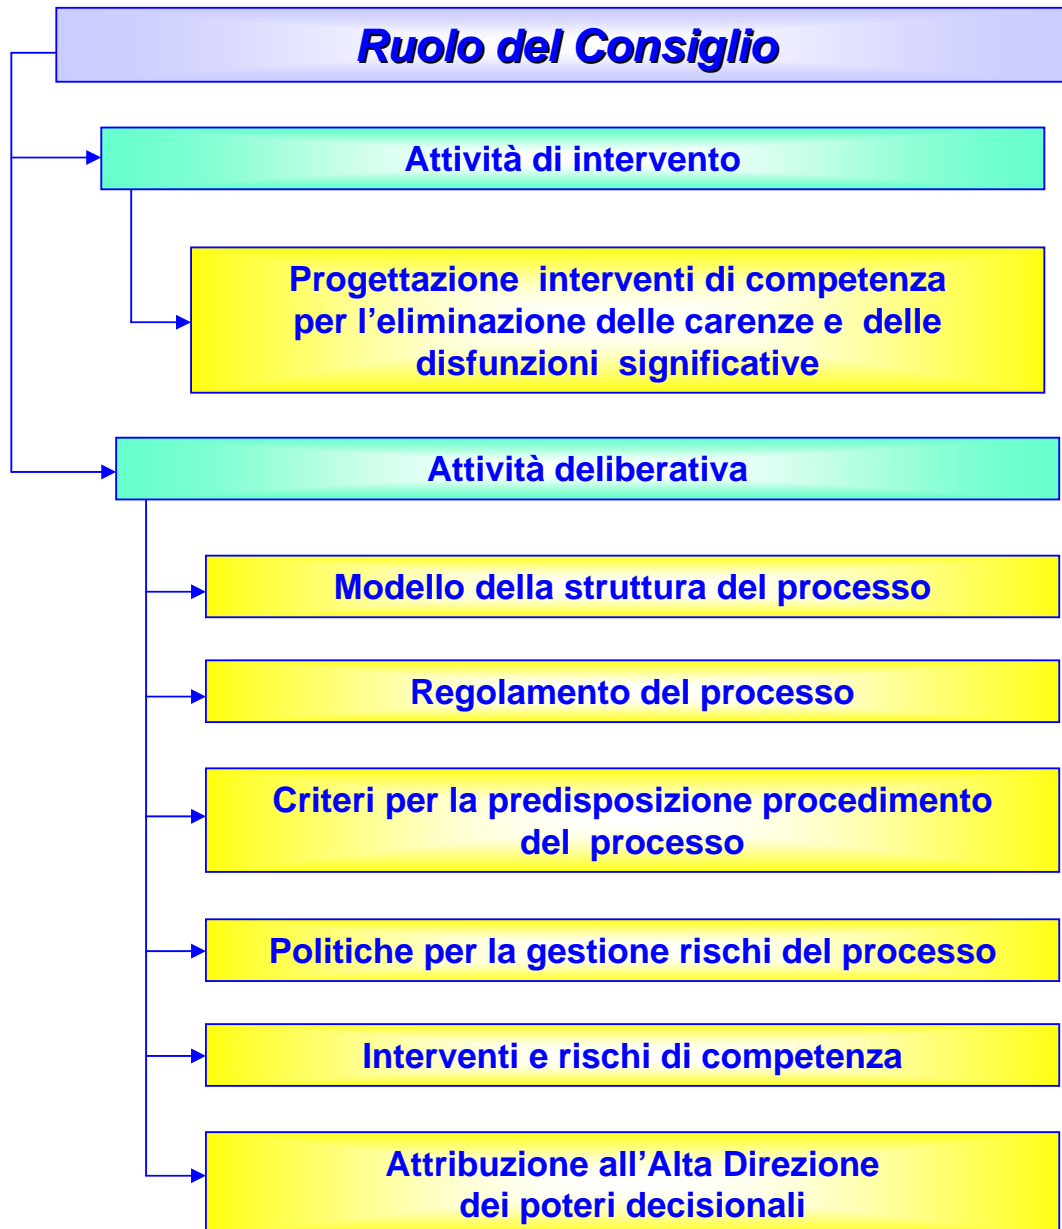 Ruolo del Consiglio
Attività di intervento
Progettazione interventi di competenza
per l’eliminazione delle carenze e delle
disfunzioni significative
Attività deliberativa
Modello della struttura del processo
Regolamento del processo
Criteri per la predisposizione procedimento
del processo
Politiche per la gestione rischi del processo
Interventi e rischi di competenza
Attribuzione all’Alta Direzione
dei poteri decisionali